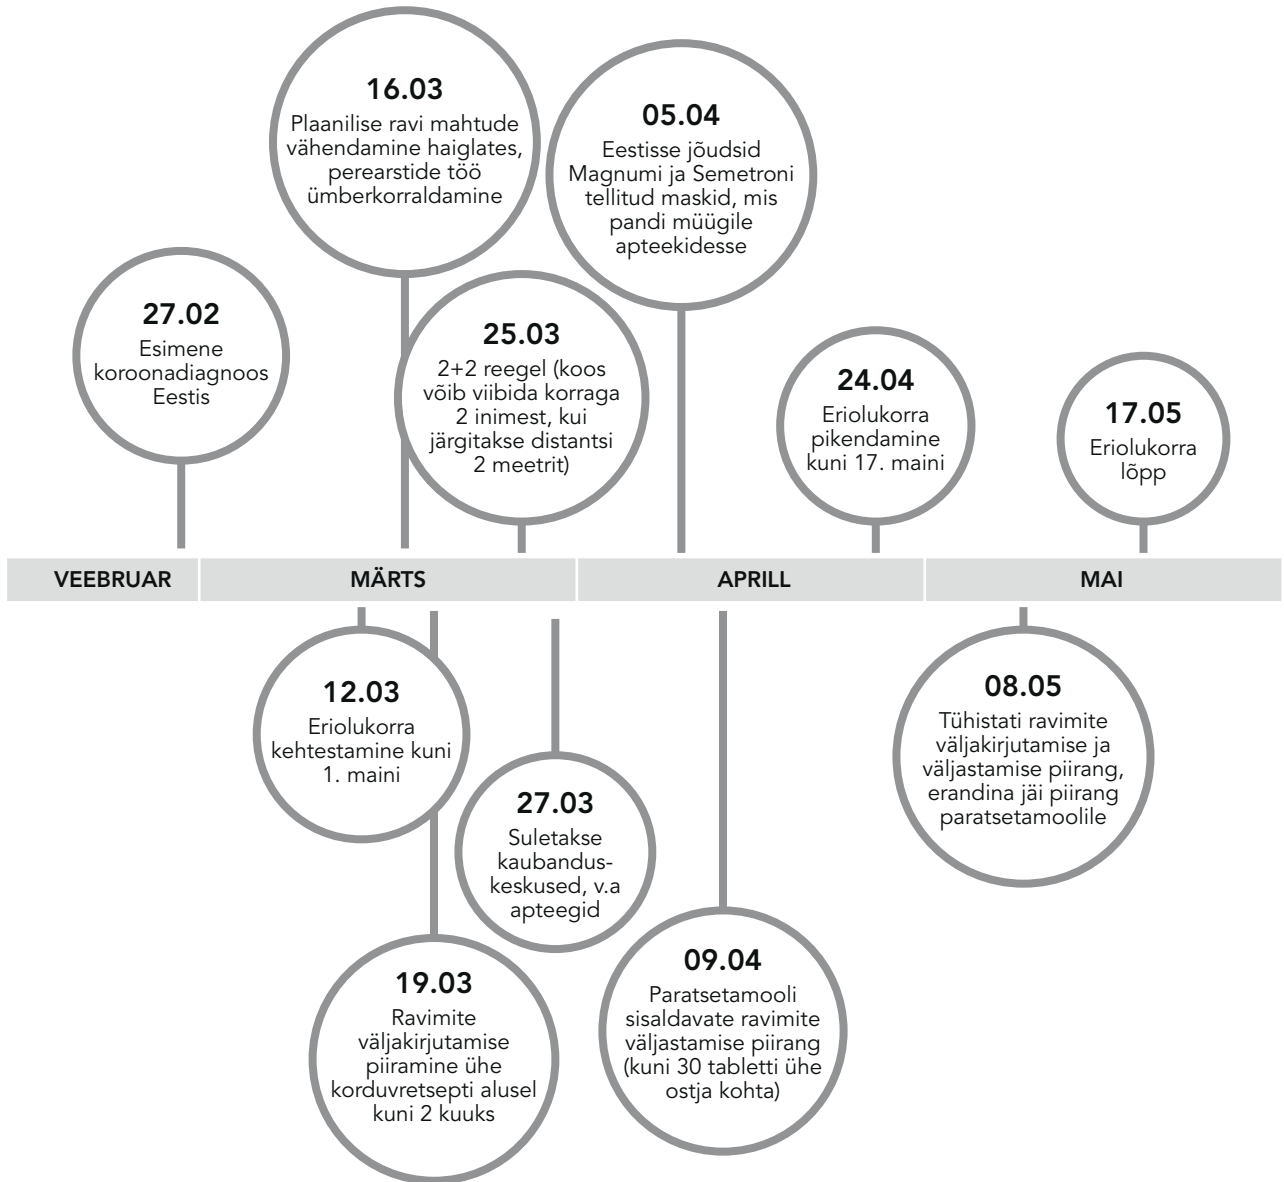 16.03
Plaanilise ravi mahtude
vähendamine haiglates,
perearstide töö
ümberkorraldamine
05.04
Eestisse jõudsid
Magnumi ja Semetroni
tellitud maskid, mis
pandi müügile
apteekidesse
27.02
Esimene
koroonadiagnoos
Eestis
25.03
2+2 reegel (koos
võib viibida korraga
2 inimest, kui
järgitakse distantsi
2 meetrit)
24.04
Eriolukorra
pikendamine
kuni 17. maini
17.05
Eriolukorra
lõpp
VEEBRUAR
MÄRTS
APRILL
MAI
12.03
Eriolukorra
kehtestamine kuni
1. maini
27.03
Suletakse
kaubandus-
keskused, v.a
apteegid
08.05
Tühistati ravimite
väljakirjutamise ja
väljastamise piirang,
erandina jäi piirang
paratsetamoolile
19.03
Ravimite
väljakirjutamise
piiramine ühe
korduvretsepti alusel
kuni 2 kuuks
09.04
Paratsetamooli
sisaldavate ravimite
väljastamise piirang
(kuni 30 tabletti ühe
ostja kohta)